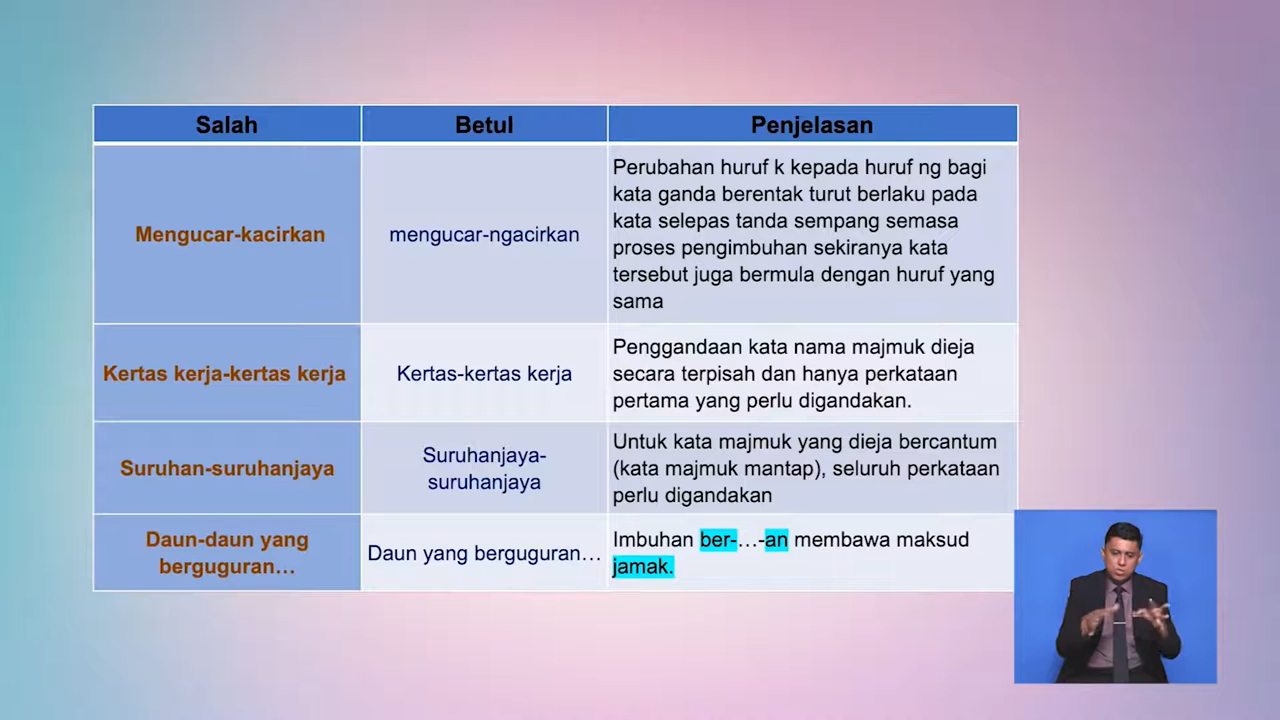 Salah
Betul
Penjelasan
Mengucar-kacirkan
mengucar-ngacirkan
Perubahan huruf k kepada huruf ng bagi
kata ganda berentak turut berlaku pada
kata selepas tanda sempang semasa
proses pengimbuhan sekiranya kata
tersebut juga bermula dengan huruf yang
sama
Kertas kerja-kertas kerja
Kertas-kertas kerja
Penggandaan kata nama majmuk dieja
secara terpisah dan hanya perkataan
pertama yang perlu digandakan.
Suruhan-suruhanjaya
Suruhanjaya-
suruhanjaya
Untuk kata majmuk yang dieja bercantum
(kata majmuk mantap), seluruh perkataan
perlu digandakan
Daun-daun yang
berguguran…
Daun yang berguguran…
Imbuhan ber-…-an membawa maksud
jamak.